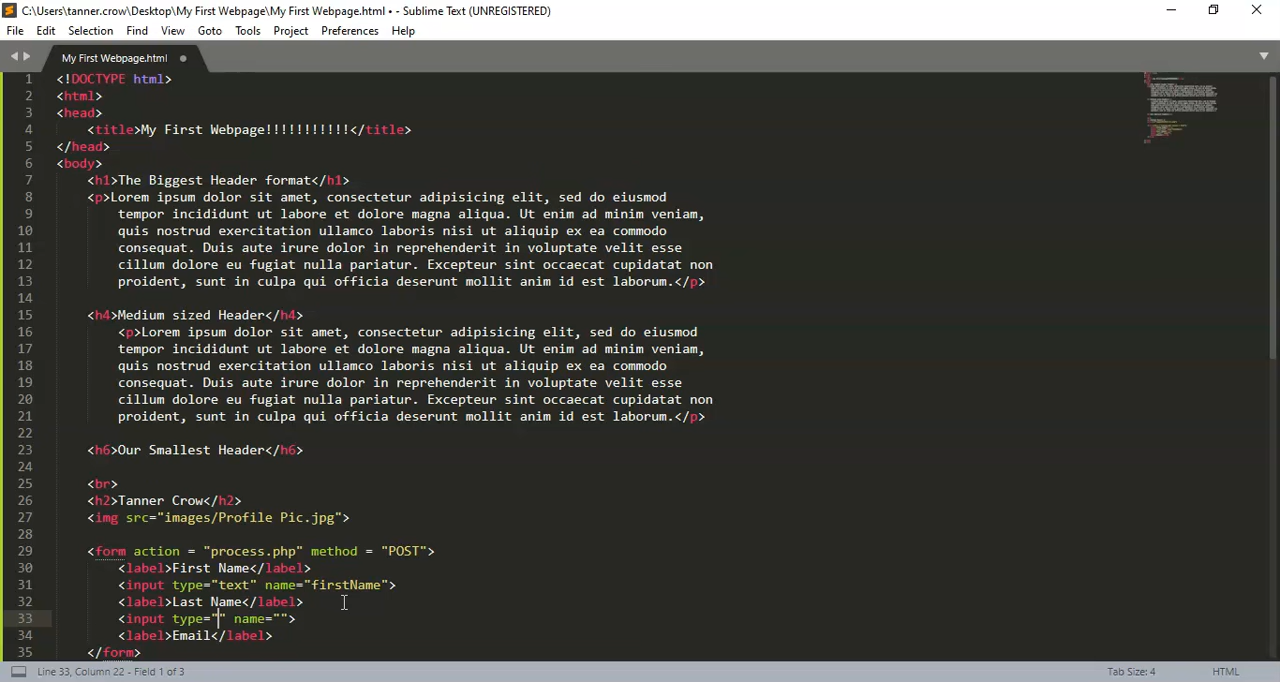 C:\Users\tanner.crow\Desktop\My First Webpage\My First Webpage.html • - Sublime Text (UNREGISTERED)
File Edit Selection Find View Goto Tools Project Preferences Help
My First Webpage.html
1 <!DOCTYPE html>
2 <html>
3 <head>
4 <title>My First Webpage!!!!!!!!!!!</title>
5 </head>
6 <body>
7 <h1>The Biggest Header format</h1>
8 <p>Lorem ipsum dolor sit amet, consectetur adipisicing elit, sed do eiusmod
9 tempor incididunt ut labore et dolore magna aliqua. Ut enim ad minim veniam,
10 quis nostrud exercitation ullamco laboris nisi ut aliquip ex ea commodo
11 consequat. Duis aute irure dolor in reprehenderit in voluptate velit esse
12 cillum dolore eu fugiat nulla pariatur. Excepteur sint occaecat cupidatat non
13 proident, sunt in culpa qui officia deserunt mollit anim id est laborum.</p>
14
15 <h4>Medium sized Header</h4>
16 <p>Lorem ipsum dolor sit amet, consectetur adipisicing elit, sed do eiusmod
17 tempor incididunt ut labore et dolore magna aliqua. Ut enim ad minim veniam,
18 quis nostrud exercitation ullamco laboris nisi ut aliquip ex ea commodo
19 consequat. Duis aute irure dolor in reprehenderit in voluptate velit esse
20 cillum dolore eu fugiat nulla pariatur. Excepteur sint occaecat cupidatat non
21 proident, sunt in culpa qui officia deserunt mollit anim id est laborum.</p>
22
23 <h6>Our Smallest Header</h6>
24
25 <br>
26 <h2>Tanner Crow</h2>
27 <img src="images/Profile Pic.jpg">
28
29 <form action = "process.php" method = "POST">
30 <label>First Name</label>
31 <input type="text" name="firstName">
32 <label>Last Name</label>
33 <input type="" name="">
34 <label>Email</label>
35 </form>
Line 33, Column 22 - Field 1 of 3 Tab Size: 4 HTML